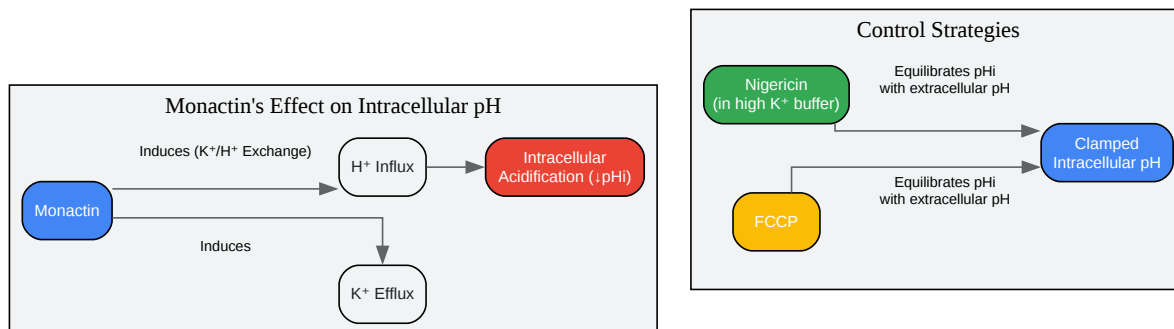 Monactin's Effect on Intracellular pH
Induces (K⁺/H⁺ Exchange)
H⁺ Influx
Intracellular
Acidification (↓pHi)
Monactin
Induces
K⁺ Efflux
Control Strategies
Nigericin
(in high K⁺ buffer)
Equilibrates pHi
with extracellular pH
Clamped
Intracellular pH
Equilibrates pHi
with extracellular pH
FCCP